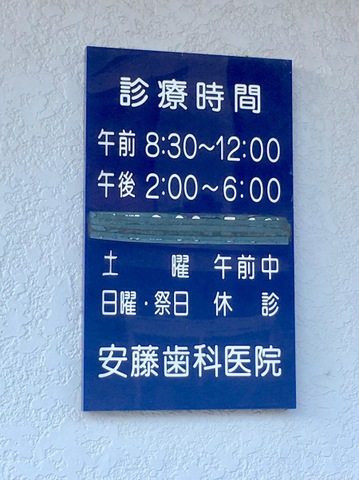 診療時間
午前 8:30〜12:00
午後 2:00〜6:00
土 曜 午前中
日曜・祭日 休 診
安藤歯科医院